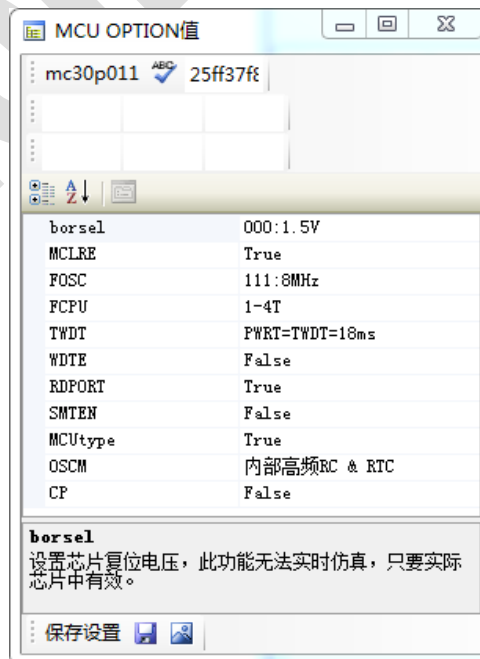 MCU OPTION值
mc30p011 ABC 25ff37f8
borsel 000:1.5V
MCLRE True
FOSC 111:8MHz
FCPU 1-4T
TWDT PWRT=TWDT=18ms
WDTE False
RDPORT True
SMTEN False
MCUtype True
OSCM 内部高频RC & RTC
CP False
borsel
设置芯片复位电压，此功能无法实时仿真，只要实际
芯片中有效。
保存设置